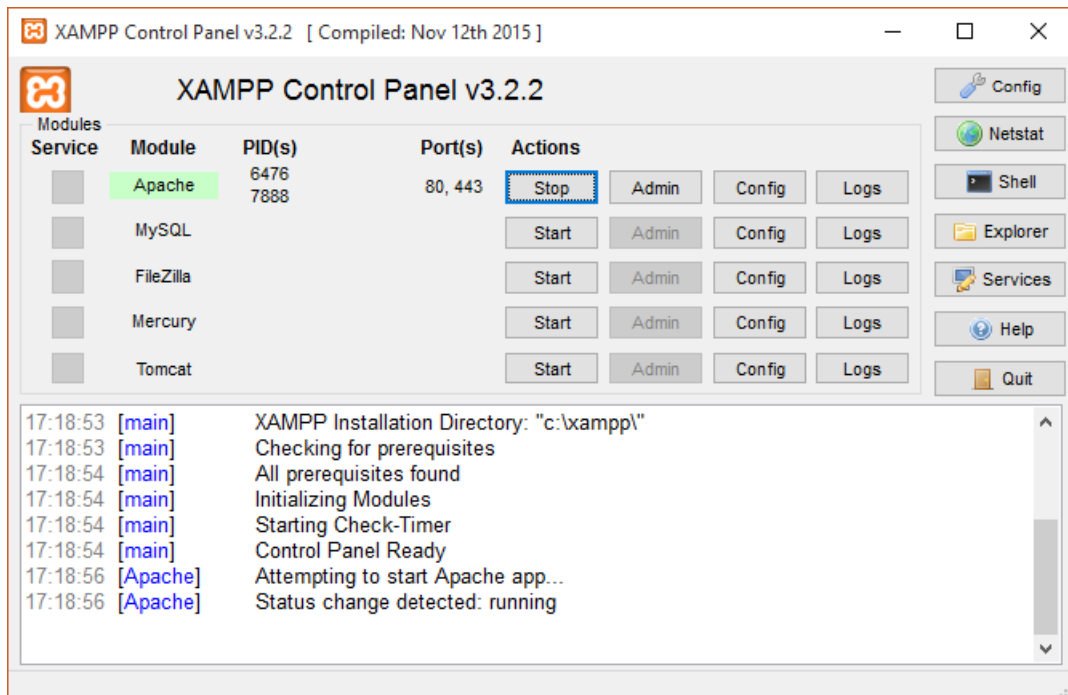 XAMPP Control Panel v3.2.2 [ Compiled: Nov 12th 2015 ]
XAMPP Control Panel v3.2.2
Config
Modules
Service Module PID(s) Port(s) Actions
Netstat
Apache 6476 7888 80, 443 Stop Admin Config Logs
Shell
MySQL Start Admin Config Logs
Explorer
FileZilla Start Admin Config Logs
Services
Mercury Start Admin Config Logs
Help
Tomcat Start Admin Config Logs
Quit
17:18:53 [main] XAMPP Installation Directory: "c:\xampp\"
17:18:53 [main] Checking for prerequisites
17:18:54 [main] All prerequisites found
17:18:54 [main] Initializing Modules
17:18:54 [main] Starting Check-Timer
17:18:54 [main] Control Panel Ready
17:18:56 [Apache] Attempting to start Apache app...
17:18:56 [Apache] Status change detected: running